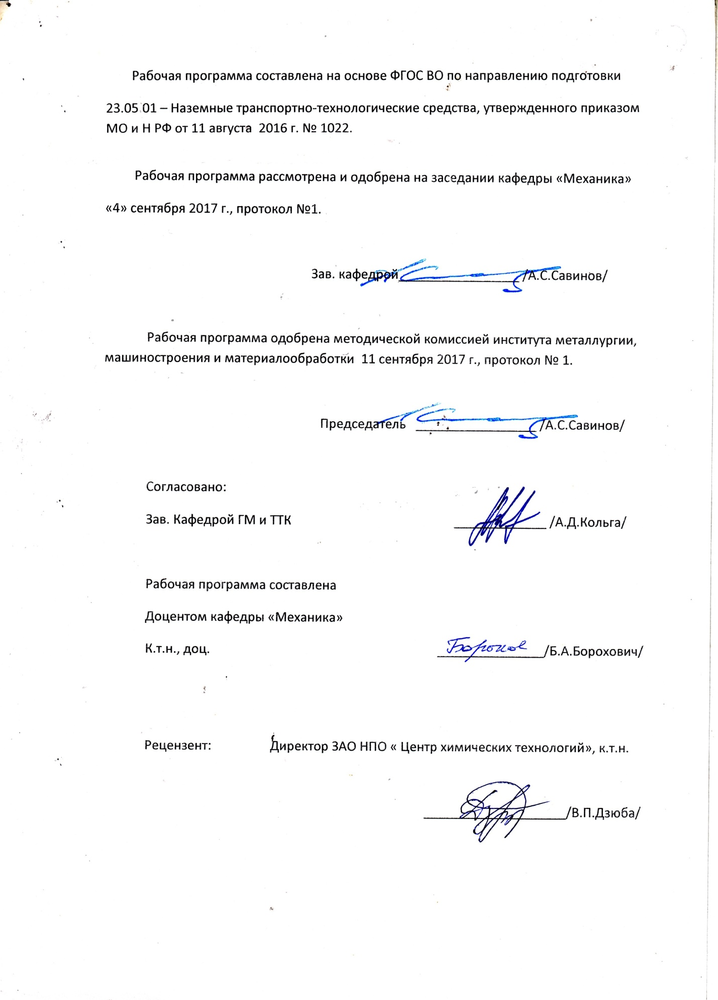 Рабочая программа составлена на основе ФГОС ВО по направлению подготовки
23.05.01 – Наземные транспортно-технологические средства, утвержденного приказом
МО и Н РФ от 11 августа 2016 г. № 1022.
Рабочая программа рассмотрена и одобрена на заседании кафедры «Механика»
«4» сентября 2017 г., протокол №1.
Зав. кафедрой /А.С.Савинов/
Рабочая программа одобрена методической комиссией института металлургии,
машиностроения и материалообработки 11 сентября 2017 г., протокол № 1.
Председатель /А.С.Савинов/
Согласовано:
Зав. Кафедрой ГМ и ТТК /А.Д.Кольга/
Рабочая программа составлена
Доцентом кафедры «Механика»
К.т.н., доц. /Б.А.Борохович/
Рецензент: Директор ЗАО НПО « Центр химических технологий», к.т.н.
/В.П.Дзюба/